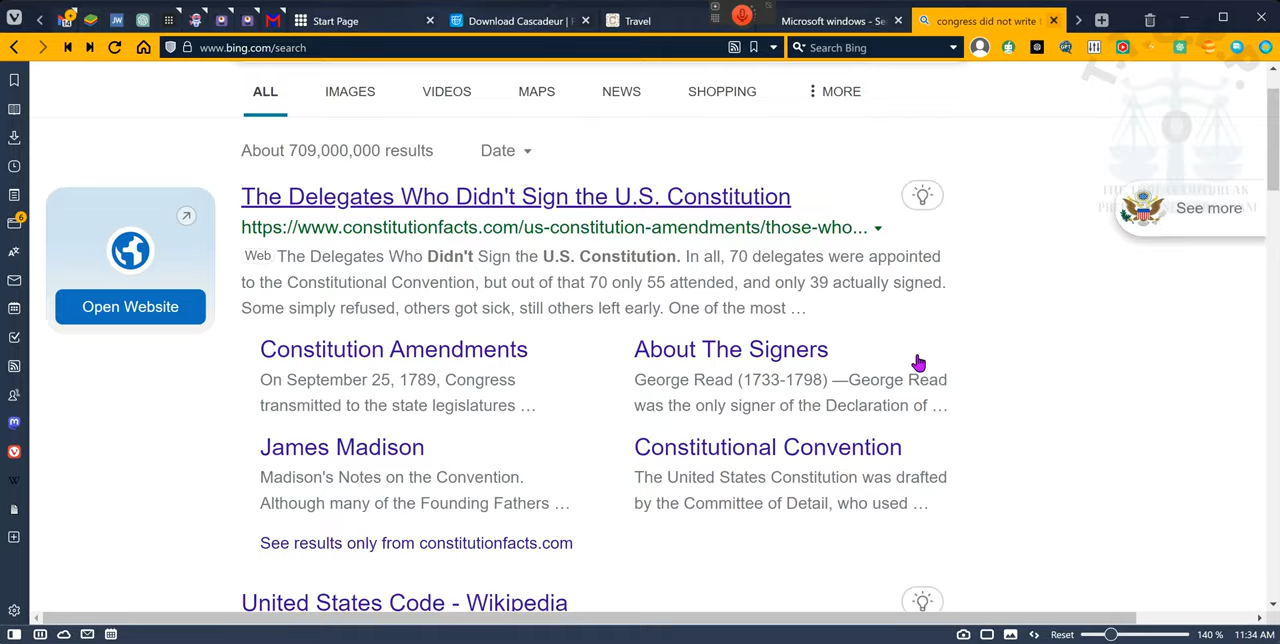 Start Page
Download Cascadeur |
Travel
Microsoft windows - Se
congress did not write
www.bing.com/search
Search Bing
ALL
IMAGES
VIDEOS
MAPS
NEWS
SHOPPING
MORE
About 709,000,000 results
Date
The Delegates Who Didn't Sign the U.S. Constitution
https://www.constitutionfacts.com/us-constitution-amendments/those-who...
See more
Web The Delegates Who Didn't Sign the U.S. Constitution. In all, 70 delegates were appointed
to the Constitutional Convention, but out of that 70 only 55 attended, and only 39 actually signed.
Some simply refused, others got sick, still others left early. One of the most ...
Open Website
Constitution Amendments
On September 25, 1789, Congress
transmitted to the state legislatures ...
About The Signers
George Read (1733-1798) —George Read
was the only signer of the Declaration of ...
James Madison
Madison's Notes on the Convention.
Although many of the Founding Fathers ...
Constitutional Convention
The United States Constitution was drafted
by the Committee of Detail, who used ...
See results only from constitutionfacts.com
United States Code - Wikipedia
Reset
140 %
11:34 AM